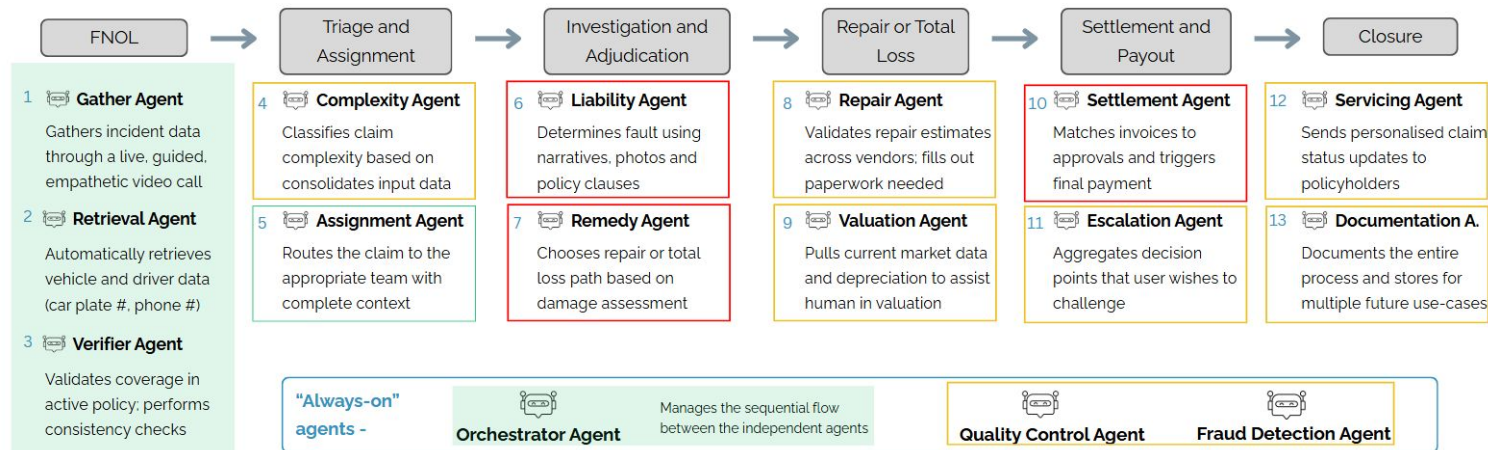 FNOL
Triage and
Assignment
Investigation and
Adjudication
Repair or Total
Loss
Settlement and
Payout
Closure
1 Gather Agent
Gathers incident data
through a live, guided,
empathetic video call
2 Retrieval Agent
Automatically retrieves
vehicle and driver data
(car plate #, phone #)
3 Verifier Agent
Validates coverage in
active policy; performs
consistency checks
4 Complexity Agent
Classifies claim
complexity based on
consolidates input data
5 Assignment Agent
Routes the claim to the
appropriate team with
complete context
6 Liability Agent
Determines fault using
narratives, photos and
policy clauses
7 Remedy Agent
Chooses repair or total
loss path based on
damage assessment
8 Repair Agent
Validates repair estimates
across vendors; fills out
paperwork needed
9 Valuation Agent
Pulls current market data
and depreciation to assist
human in valuation
10 Settlement Agent
Matches invoices to
approvals and triggers
final payment
11 Escalation Agent
Aggregates decision
points that user wishes to
challenge
12 Servicing Agent
Sends personalised claim
status updates to
policyholders
13 Documentation A.
Documents the entire
process and stores for
multiple future use-cases
“Always-on”
agents -
Orchestrator Agent
Manages the sequential flow
between the independent agents
Quality Control Agent
Fraud Detection Agent